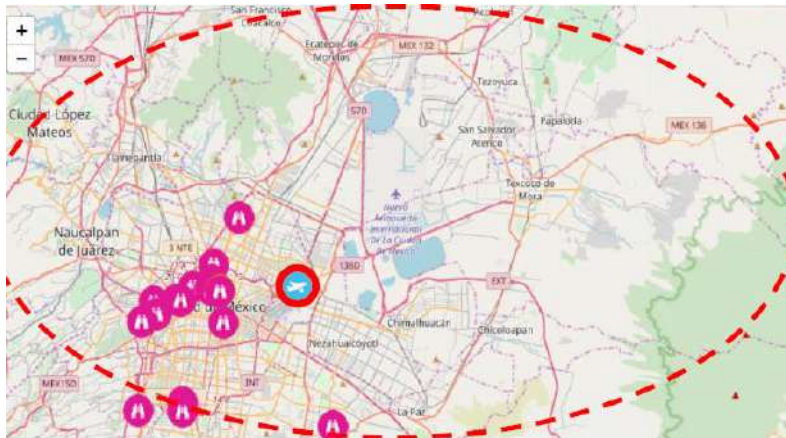 +
−
San Francisco
Coacalco
Ecatepec de
Morelos
MEX 132
MEX 57D
Tezoyuca
57D
Ciudad López
Mateos
San Salvador
Atenco
Papalotla
MEX 136
Tlalnepantla
Texcoco de
Mora
Nuevo
Aeropuerto
Internacional
De La Ciudad
De México
Naucalpan
de Juárez
3 NTE
136D
EXT
de México
Chimalhuacán
Chicoloapan
Nezahualcóyotl
MEX15D
INT
La Paz